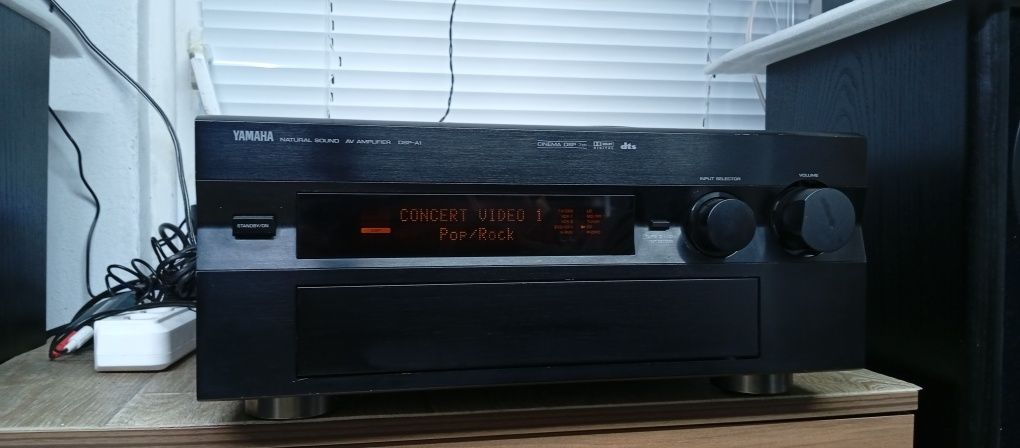 YAMAHA NATURAL SOUND AV AMPLIFIER DSP-A1
CINEMA DSP DIGITAL dts
INPUT SELECTOR
VOLUME
STANDBY/ON
CONCERT VIDEO 1
Pop/Rock